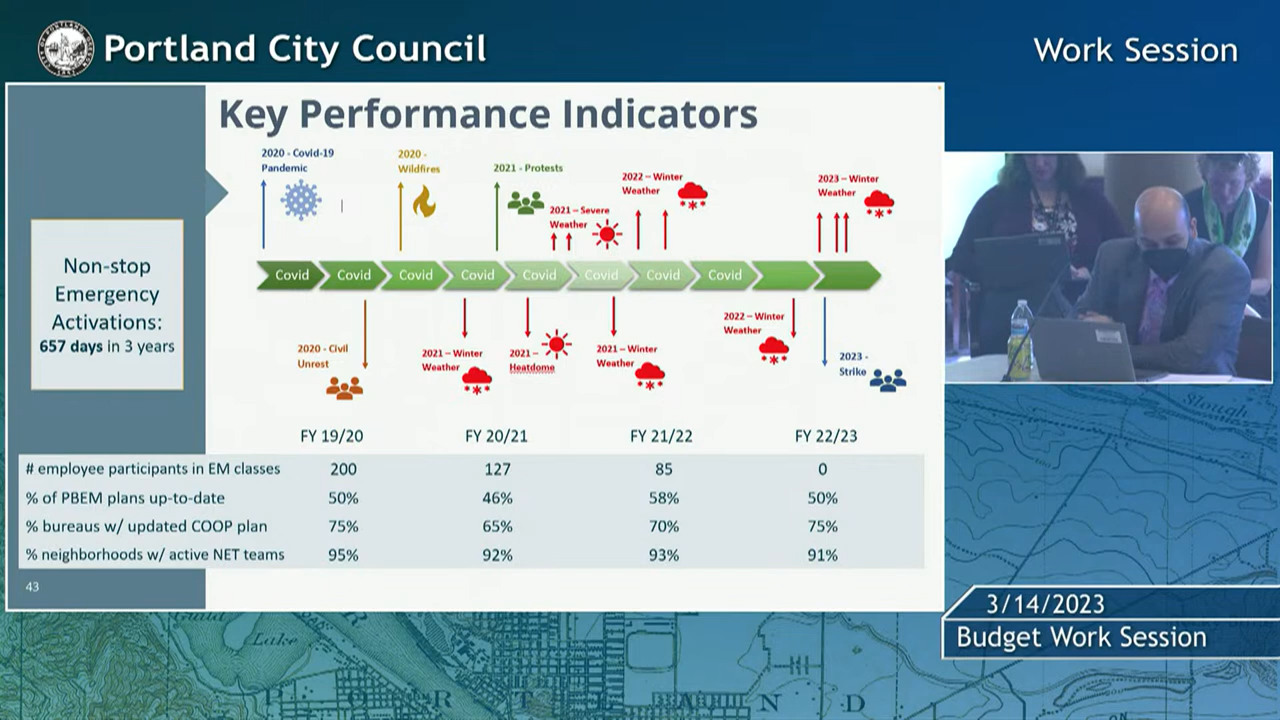 Portland City Council
Work Session
Key Performance Indicators
2020 - Covid-19
Pandemic
2020 -
Wildfires
2021 - Protests
2021 – Severe
Weather
2022 – Winter
Weather
2023 – Winter
Weather
Non-stop
Emergency
Activations:
657 days in 3 years
Covid Covid Covid Covid Covid Covid Covid Covid
2020 - Civil
Unrest
2021 – Winter
Weather
2021 –
Heatdome
2021 – Winter
Weather
2022 – Winter
Weather
2023 -
Strike
FY 19/20 FY 20/21 FY 21/22 FY 22/23
# employee participants in EM classes 200 127 85 0
% of PBEM plans up-to-date 50% 46% 58% 50%
% bureaus w/ updated COOP plan 75% 65% 70% 75%
% neighborhoods w/ active NET teams 95% 92% 93% 91%
43
3/14/2023
Budget Work Session
Slough
Guild
Lake
P O R T L A N D